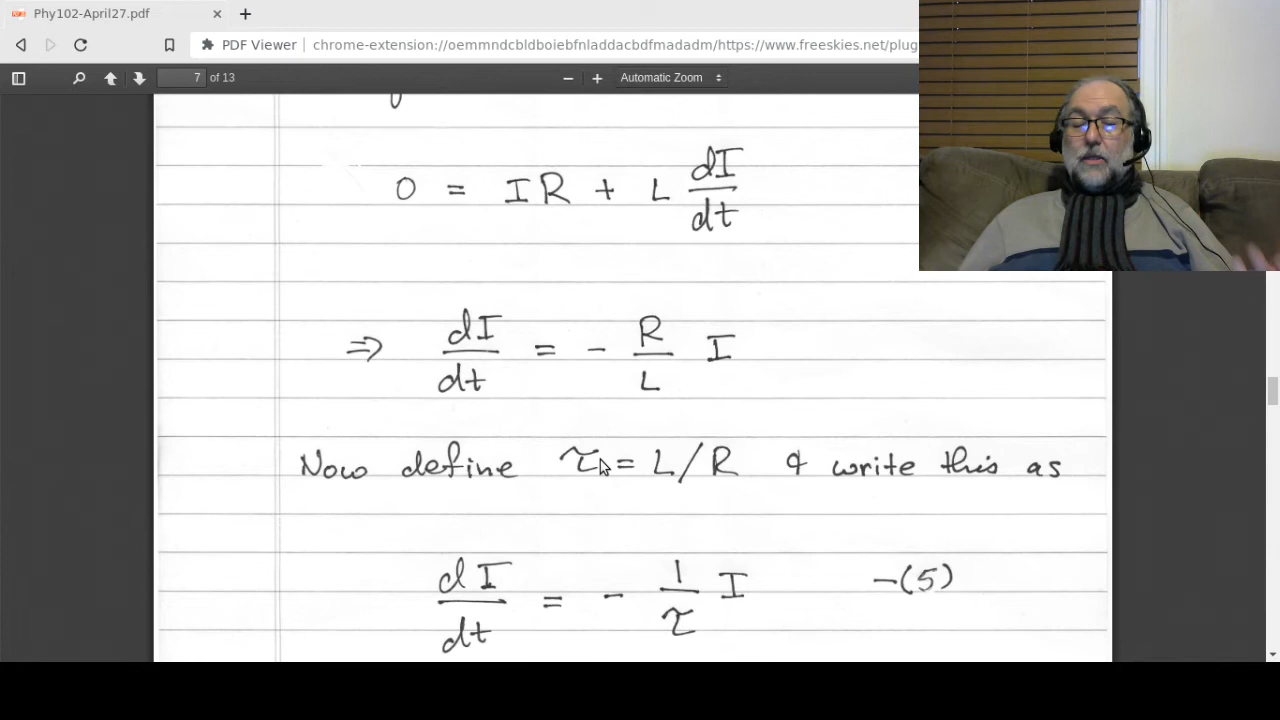 Phy102-April27.pdf
PDF Viewer chrome-extension://oemmndcbldboiebfnladdacbdfmadadm/https://www.freeskies.net/plug
7 of 13 Automatic Zoom
0 = IR + L dI/dt
⇒ dI/dt = - R/L I
Now define τ = L/R & write this as
dI/dt = - 1/τ I -(5)